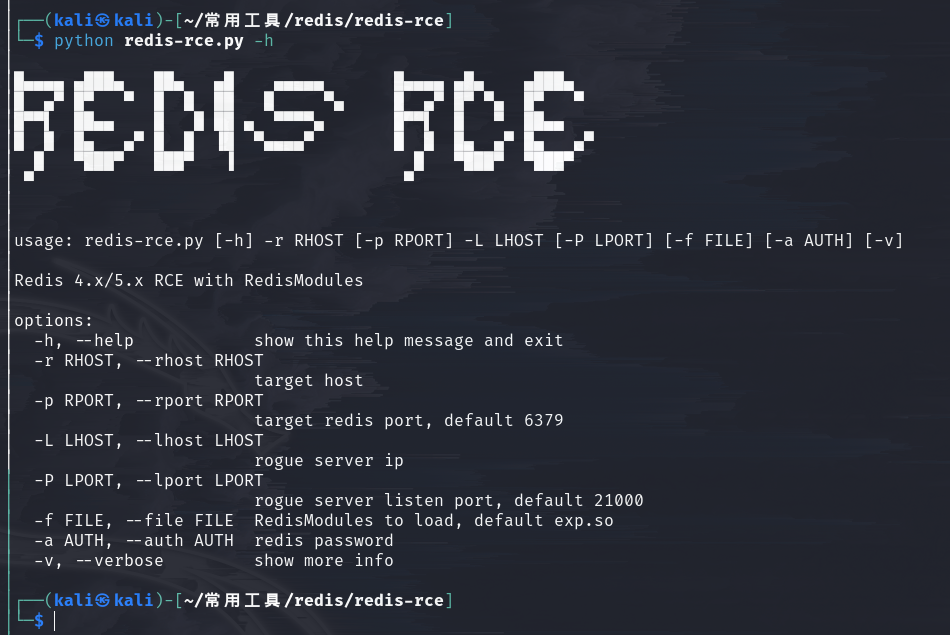 ┌──(kali㉿kali)-[~/常用工具/redis/redis-rce]
└─$ python redis-rce.py -h
REDIS RCE
usage: redis-rce.py [-h] -r RHOST [-p RPORT] -L LHOST [-P LPORT] [-f FILE] [-a AUTH] [-v]
Redis 4.x/5.x RCE with RedisModules
options:
-h, --help show this help message and exit
-r RHOST, --rhost RHOST
target host
-p RPORT, --rport RPORT
target redis port, default 6379
-L LHOST, --lhost LHOST
rogue server ip
-P LPORT, --lport LPORT
rogue server listen port, default 21000
-f FILE, --file FILE RedisModules to load, default exp.so
-a AUTH, --auth AUTH redis password
-v, --verbose show more info
┌──(kali㉿kali)-[~/常用工具/redis/redis-rce]
└─$